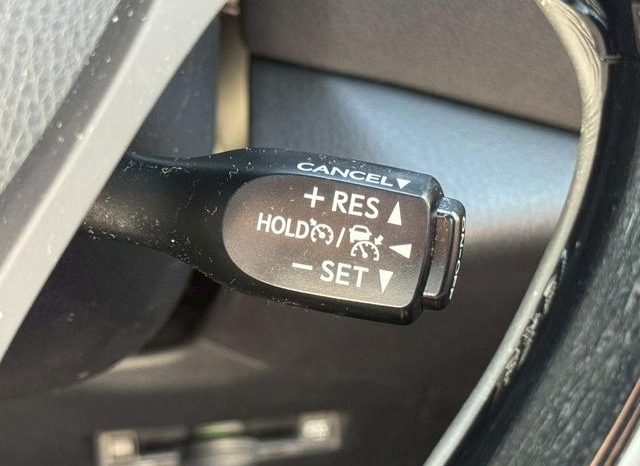 CANCEL▼
+ RES ▲
HOLD / ◀
− SET ▼